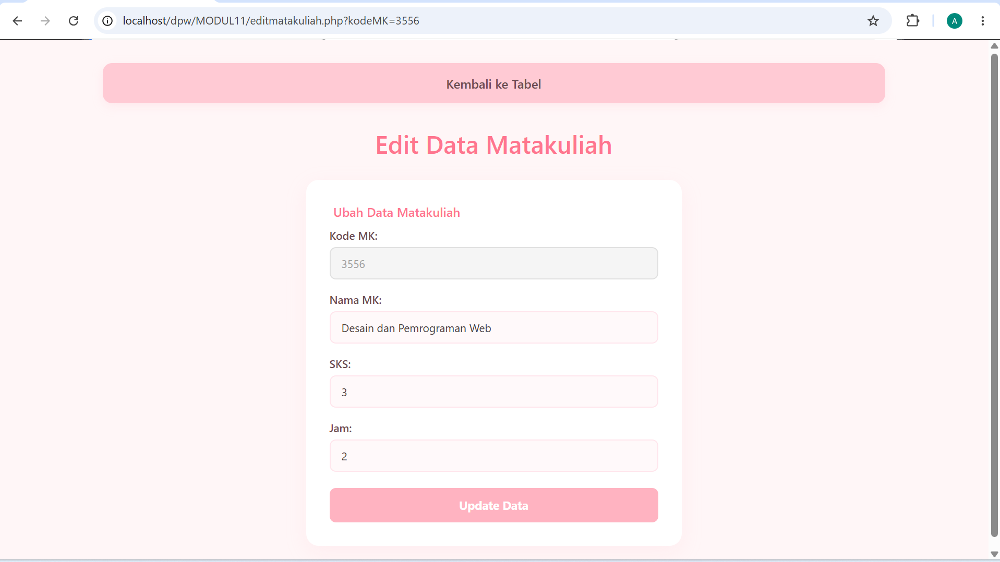 localhost/dpw/MODUL11/editmatakuliah.php?kodeMK=3556
A
Kembali ke Tabel
Edit Data Matakuliah
Ubah Data Matakuliah
Kode MK:
3556
Nama MK:
Desain dan Pemrograman Web
SKS:
3
Jam:
2
Update Data